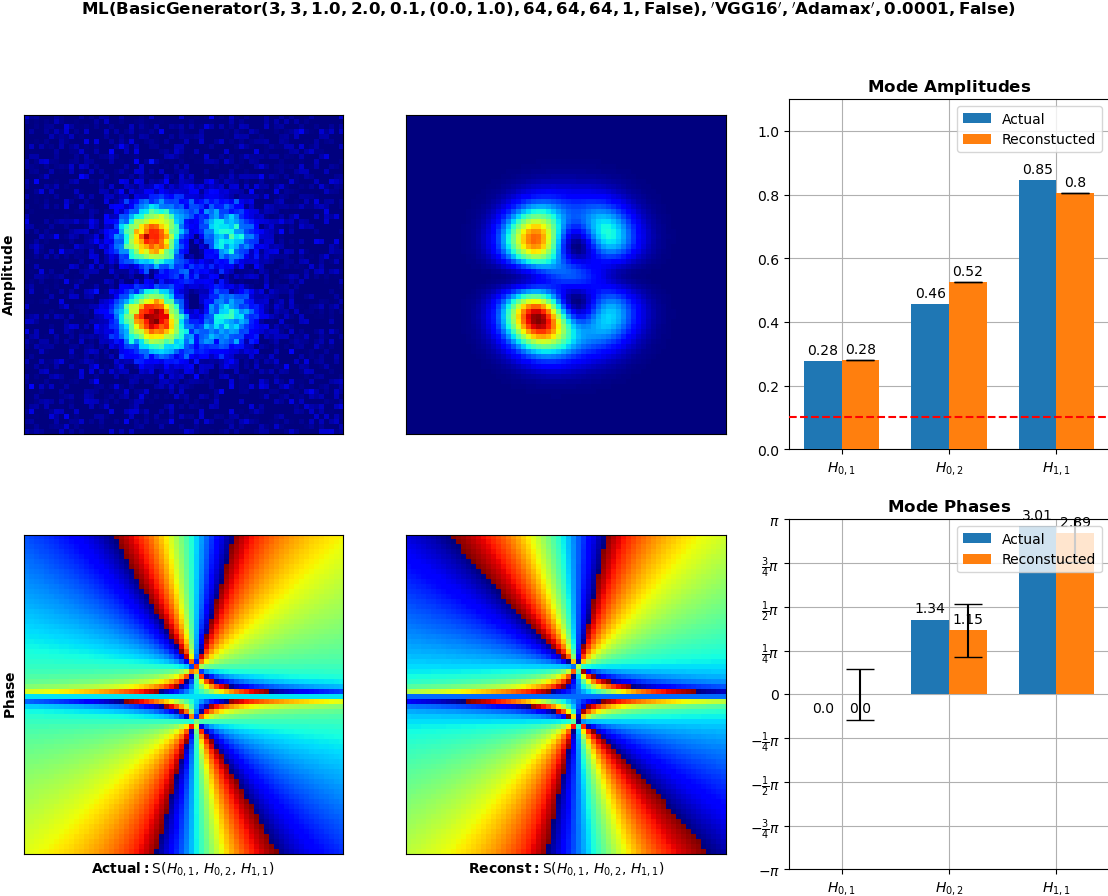 ML(BasicGenerator(3, 3, 1.0, 2.0, 0.1, (0.0, 1.0), 64, 64, 64, 1, False), ′VGG16′, ′Adamax′, 0.0001, False)
Amplitude
Mode Amplitudes
Actual
Reconstucted
1.0
0.8
0.6
0.4
0.2
0.0
0.28
0.28
0.46
0.52
0.85
0.8
H0,1
H0,2
H1,1
Phase
Actual: S(H0,1, H0,2, H1,1)
Reconst: S(H0,1, H0,2, H1,1)
Mode Phases
Actual
Reconstucted
π
3/4π
1/2π
1/4π
0
−1/4π
−1/2π
−3/4π
−π
0.0
0.0
1.34
1.15
3.01
2.89
H0,1
H0,2
H1,1